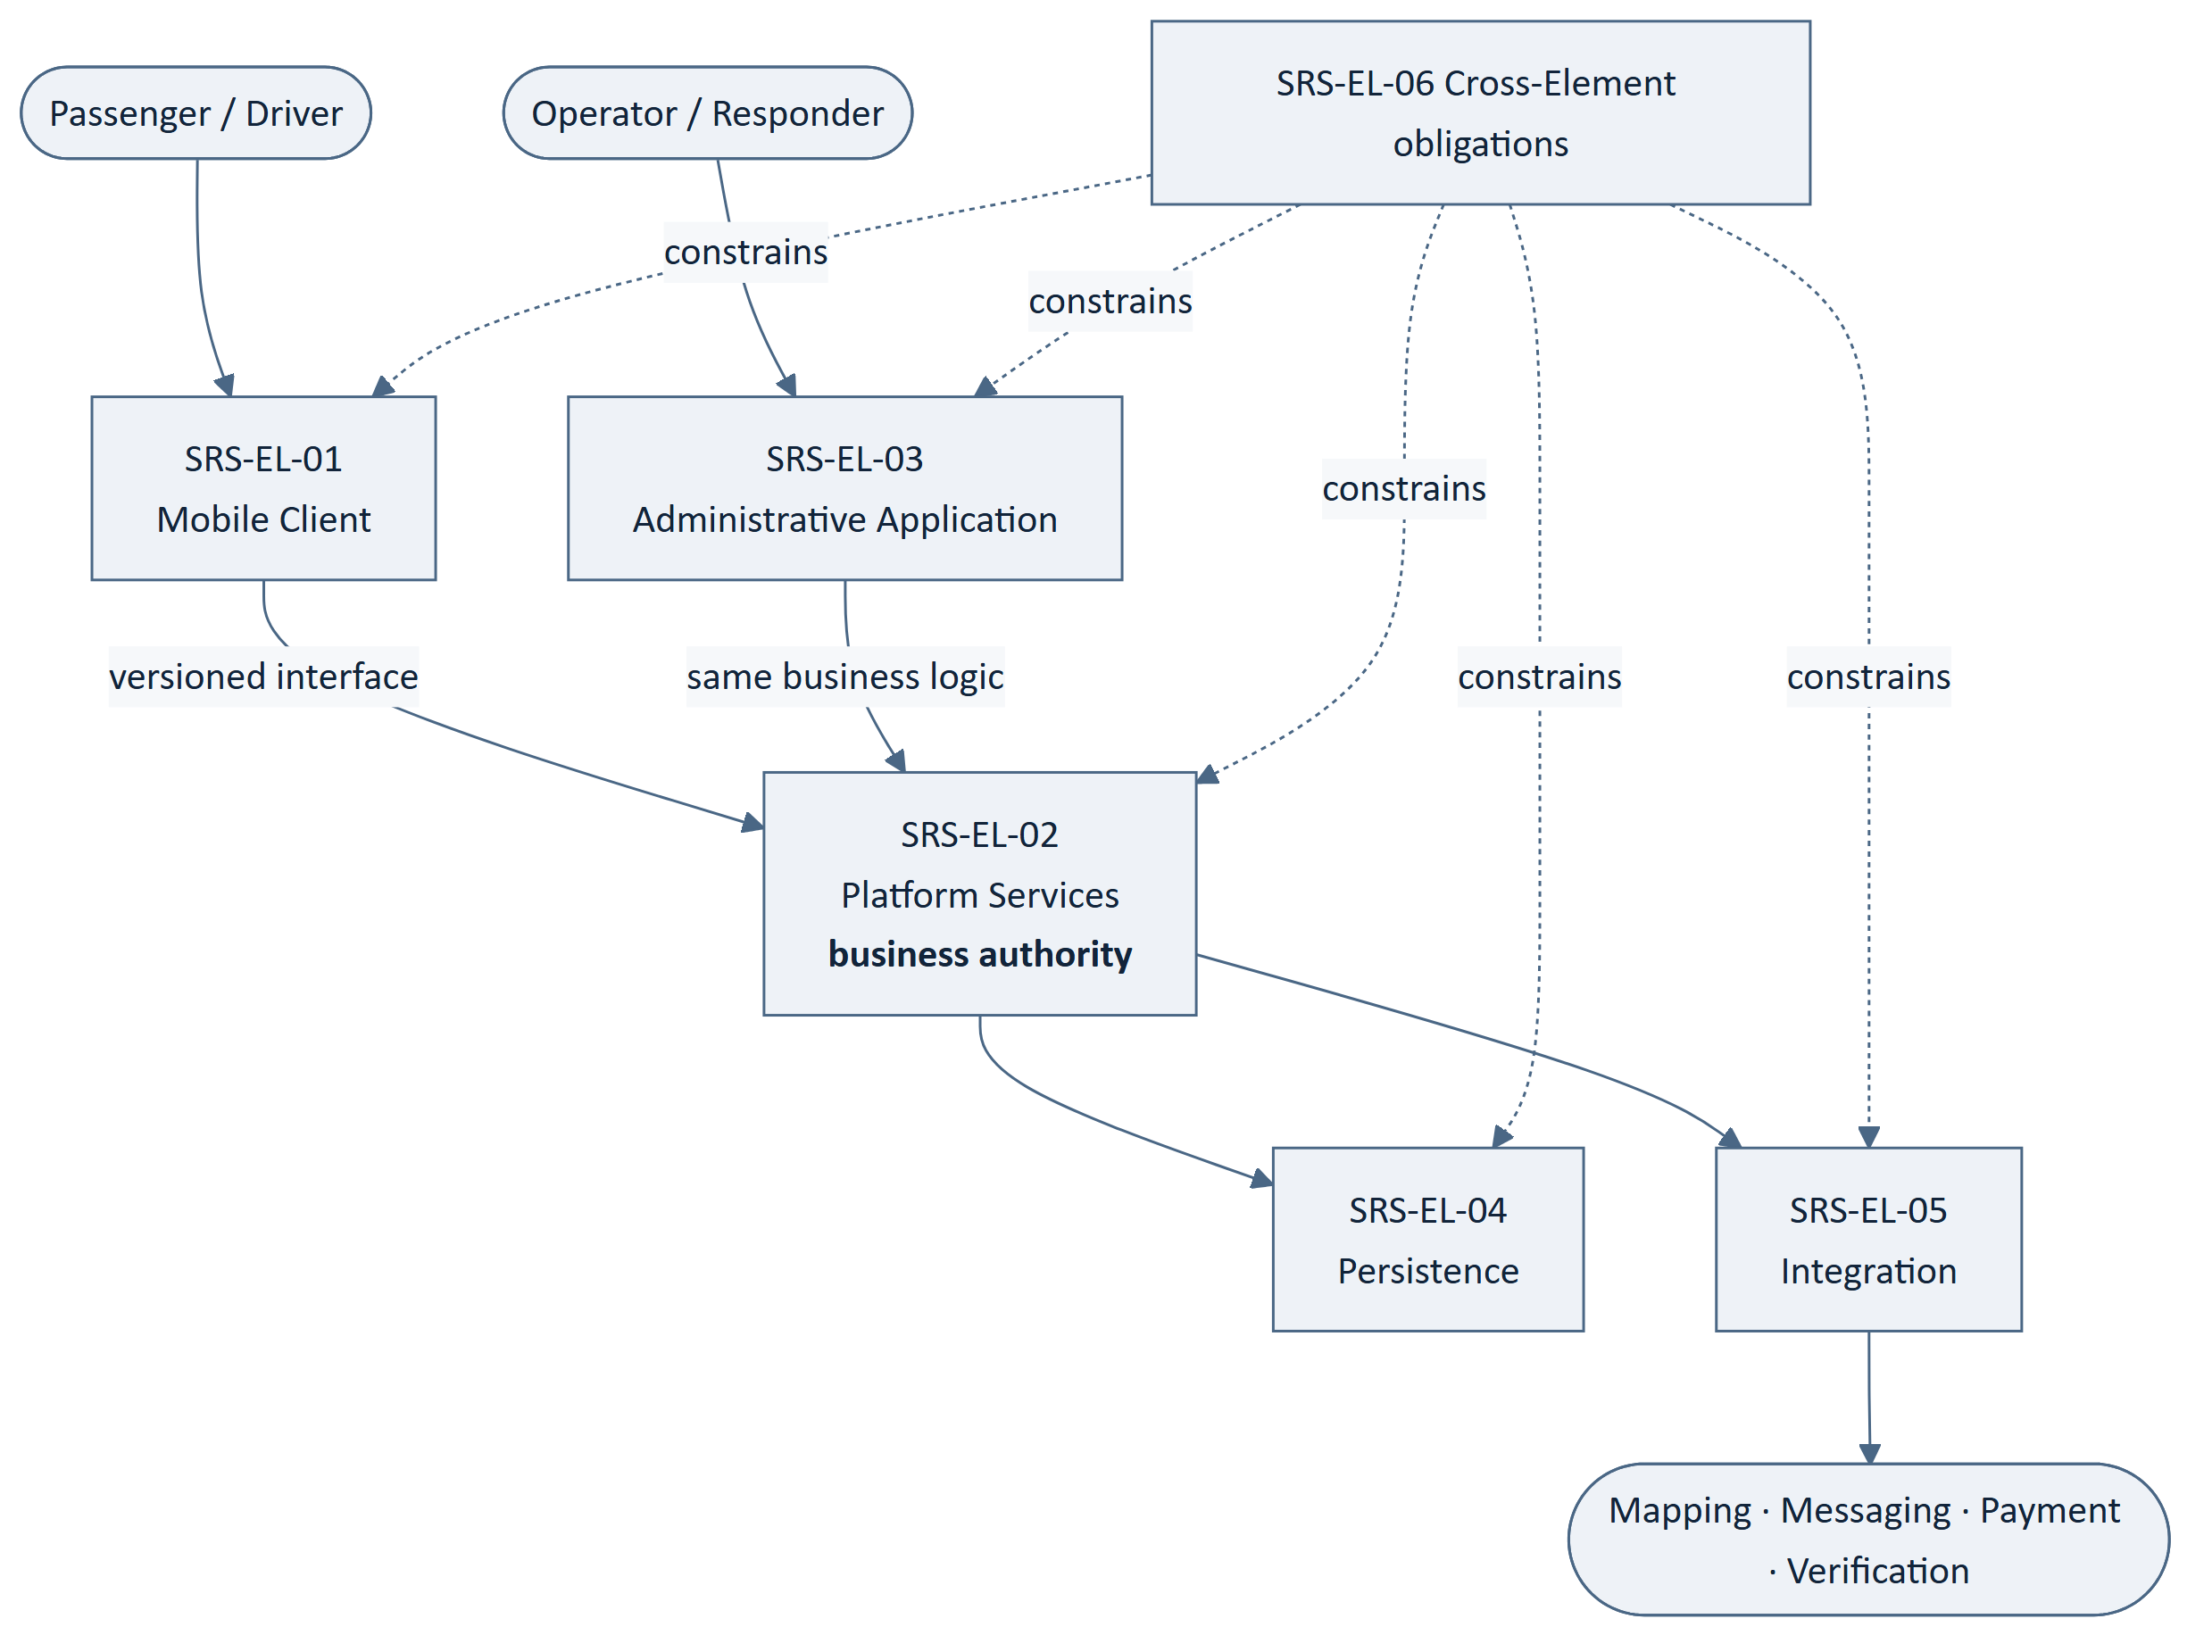 SRS-EL-06 Cross-Element
obligations
Passenger / Driver
Operator / Responder
constrains
constrains
SRS-EL-01
Mobile Client
SRS-EL-03
Administrative Application
constrains
versioned interface
same business logic
constrains
constrains
SRS-EL-02
Platform Services
business authority
SRS-EL-04
Persistence
SRS-EL-05
Integration
Mapping · Messaging · Payment
· Verification